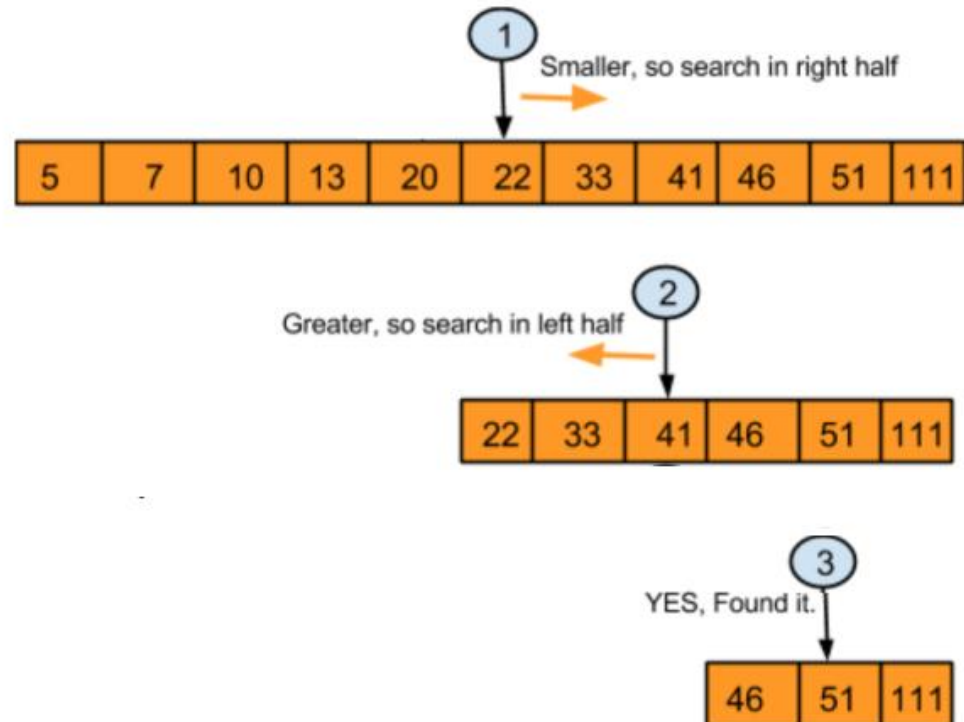 1
Smaller, so search in right half
5 7 10 13 20 22 33 41 46 51 111
2
Greater, so search in left half
22 33 41 46 51 111
3
YES, Found it.
46 51 111